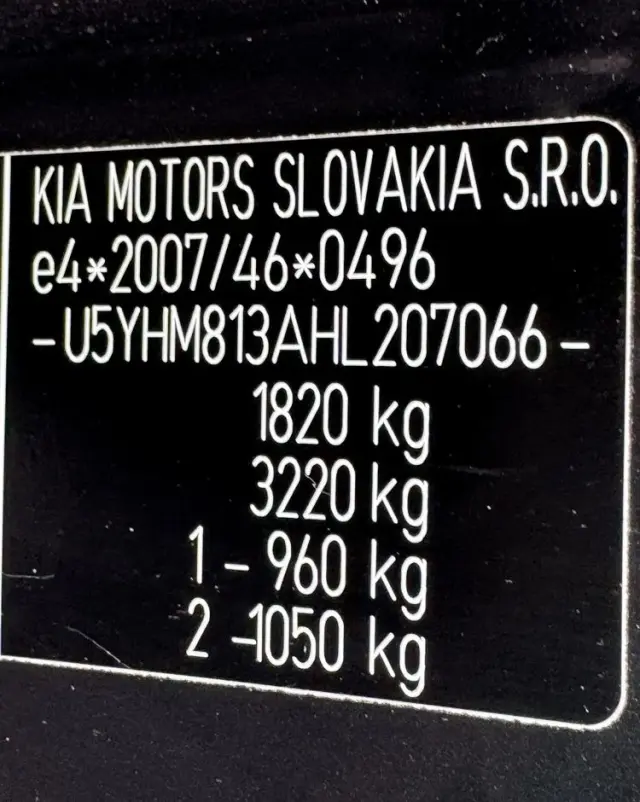 KIA MOTORS SLOVAKIA S.R.O.
e4*2007/46*0496
-U5YHM813AHL207066-
1820 kg
3220 kg
1 - 960 kg
2 -1050 kg